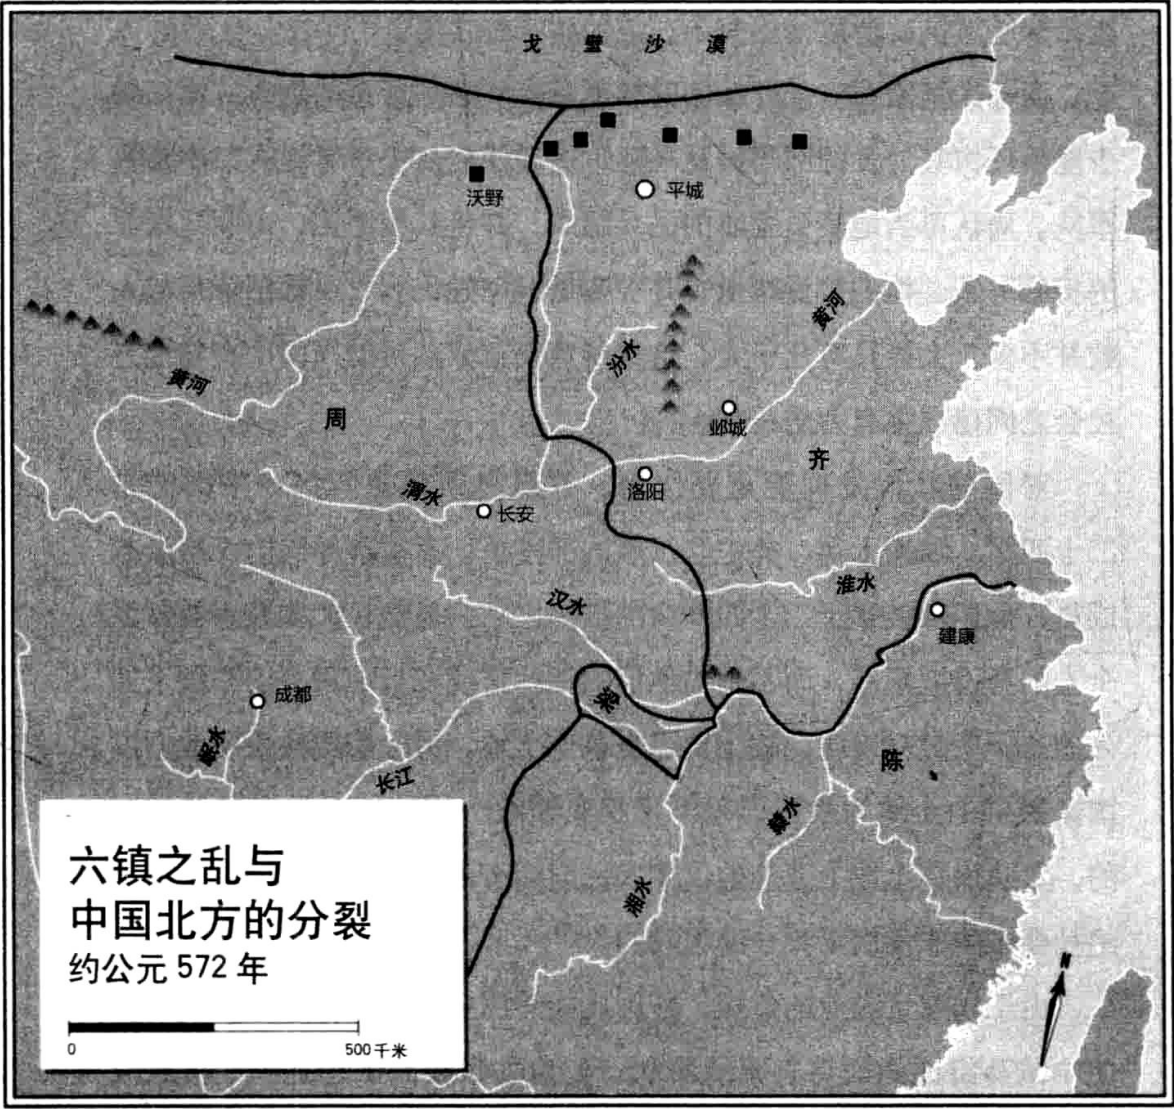 戈壁沙漠
沃野
平城
黄河
汾水
黄河
周
邺城
齐
渭水
长安
洛阳
汉水
淮水
建康
成都
岷水
长江
陈
赣水
湘水
六镇之乱与
中国北方的分裂
约公元 572 年
0
500 千米
N